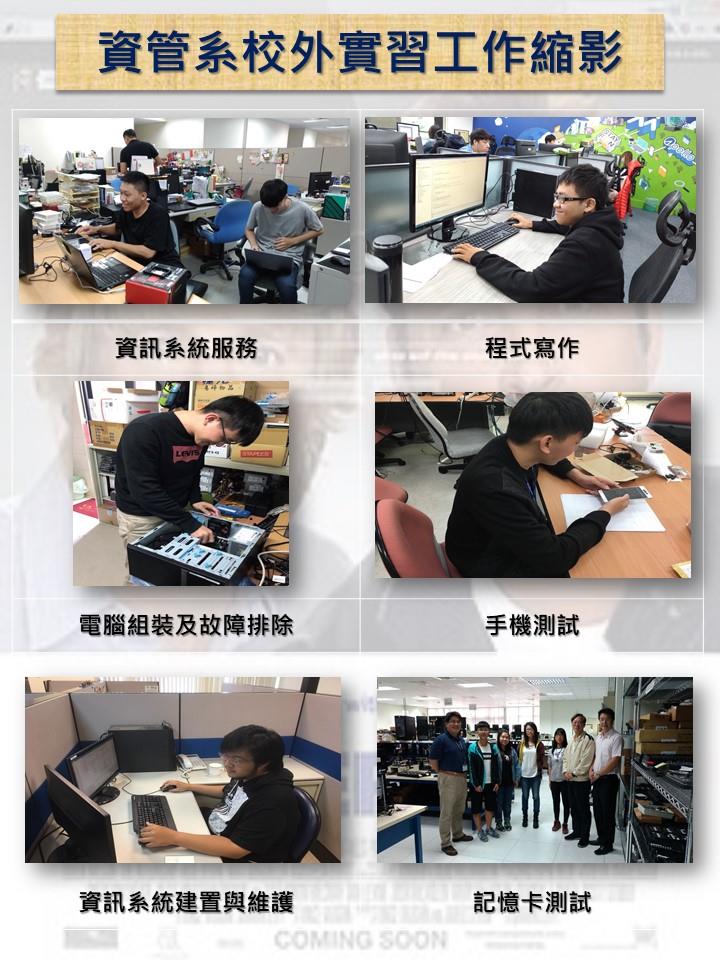 資管系校外實習工作縮影
資訊系統服務
程式寫作
LEVI'S
STAPLES
電腦組裝及故障排除
手機測試
資訊系統建置與維護
記憶卡測試
COMING SOON